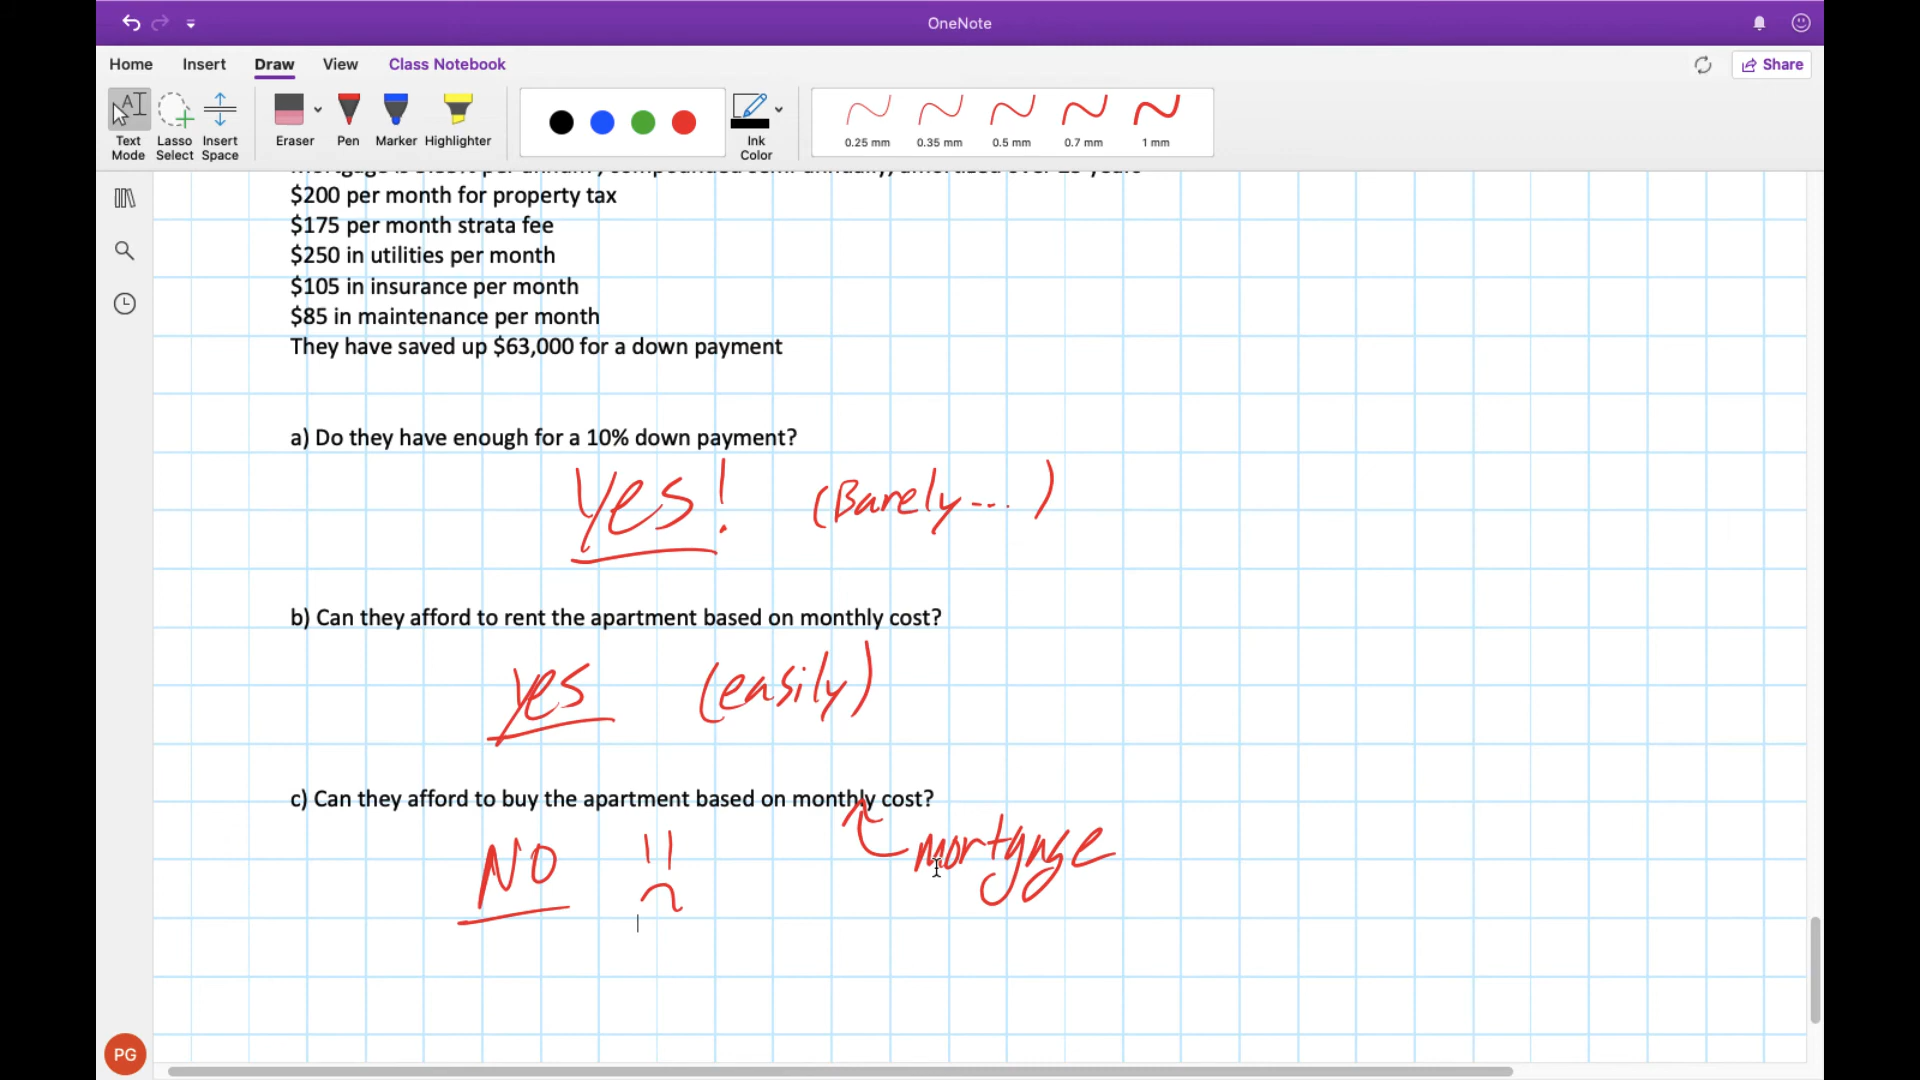 OneNote
Home Insert Draw View Class Notebook Share
Text Mode Lasso Select Insert Space Eraser Pen Marker Highlighter Ink Color 0.25 mm 0.35 mm 0.5 mm 0.7 mm 1 mm
$200 per month for property tax
$175 per month strata fee
$250 in utilities per month
$105 in insurance per month
$85 in maintenance per month
They have saved up $63,000 for a down payment
a) Do they have enough for a 10% down payment?
Yes! (Barely...)
b) Can they afford to rent the apartment based on monthly cost?
Yes (easily)
c) Can they afford to buy the apartment based on monthly cost?
NO mortgage
PG